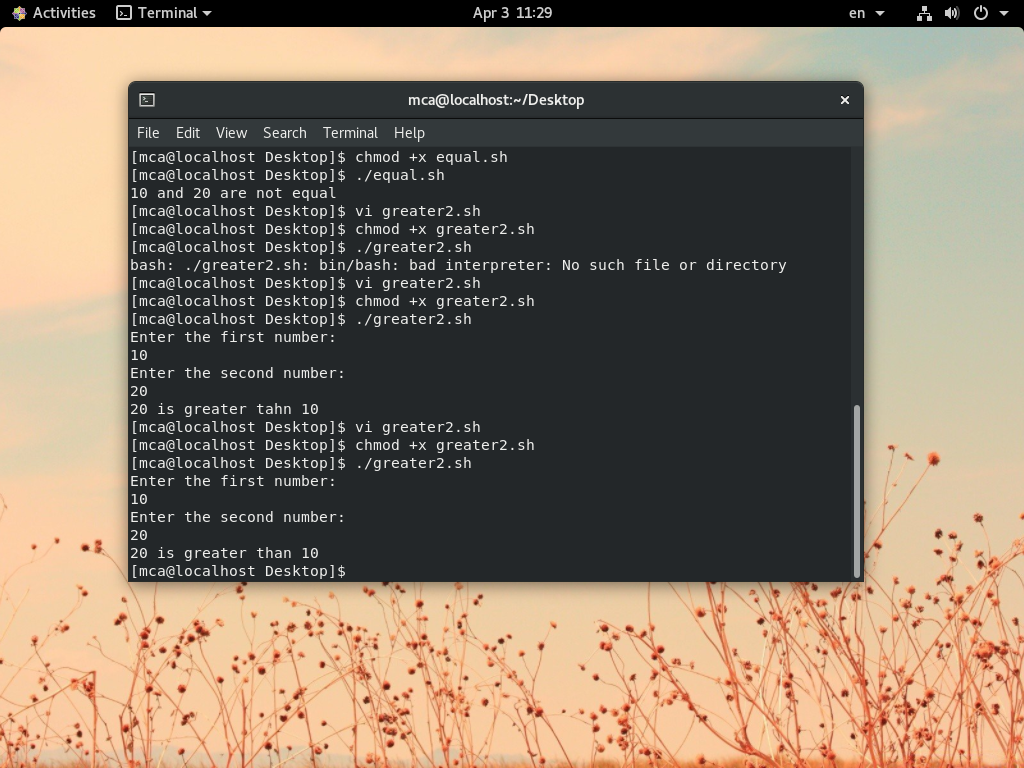 Activities Terminal Apr 3 11:29 en
mca@localhost:~/Desktop
File Edit View Search Terminal Help
[mca@localhost Desktop]$ chmod +x equal.sh
[mca@localhost Desktop]$ ./equal.sh
10 and 20 are not equal
[mca@localhost Desktop]$ vi greater2.sh
[mca@localhost Desktop]$ chmod +x greater2.sh
[mca@localhost Desktop]$ ./greater2.sh
bash: ./greater2.sh: bin/bash: bad interpreter: No such file or directory
[mca@localhost Desktop]$ vi greater2.sh
[mca@localhost Desktop]$ chmod +x greater2.sh
[mca@localhost Desktop]$ ./greater2.sh
Enter the first number:
10
Enter the second number:
20
20 is greater tahn 10
[mca@localhost Desktop]$ vi greater2.sh
[mca@localhost Desktop]$ chmod +x greater2.sh
[mca@localhost Desktop]$ ./greater2.sh
Enter the first number:
10
Enter the second number:
20
20 is greater than 10
[mca@localhost Desktop]$